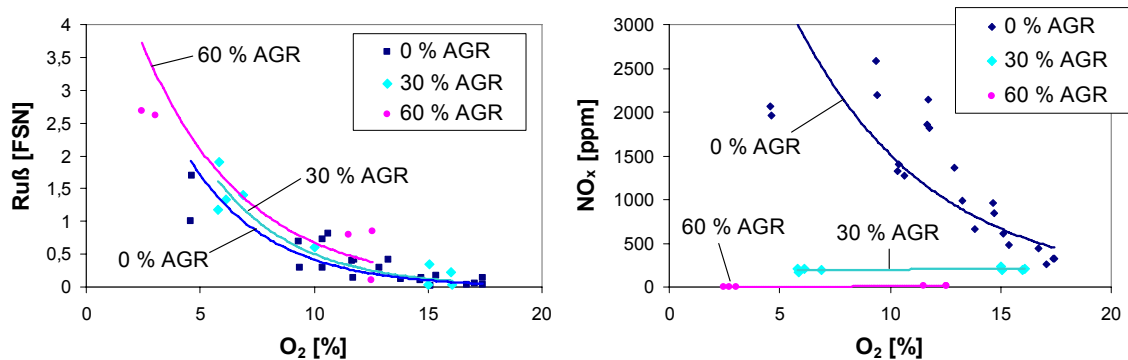 Ruß [FSN]
4
3,5
3
2,5
2
1,5
1
0,5
0
0 5 10 15 20
O2 [%]
60 % AGR
30 % AGR
0 % AGR
0 % AGR
30 % AGR
60 % AGR
NOx [ppm]
3000
2500
2000
1500
1000
500
0
0 5 10 15 20
O2 [%]
0 % AGR
60 % AGR
30 % AGR
0 % AGR
30 % AGR
60 % AGR